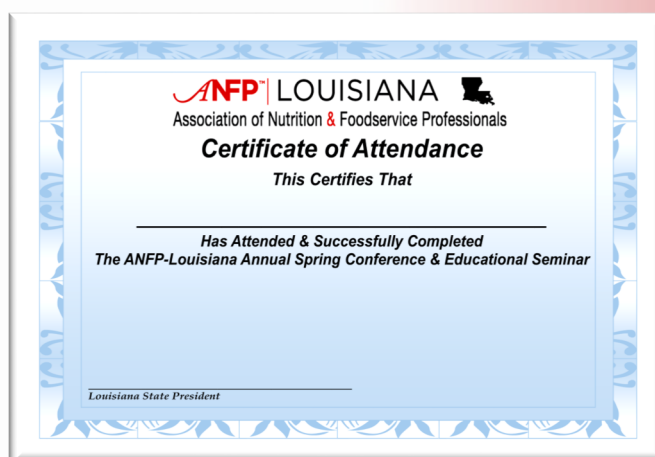 ANFP™ | LOUISIANA
Association of Nutrition & Foodservice Professionals
Certificate of Attendance
This Certifies That
Has Attended & Successfully Completed
The ANFP-Louisiana Annual Spring Conference & Educational Seminar
Louisiana State President